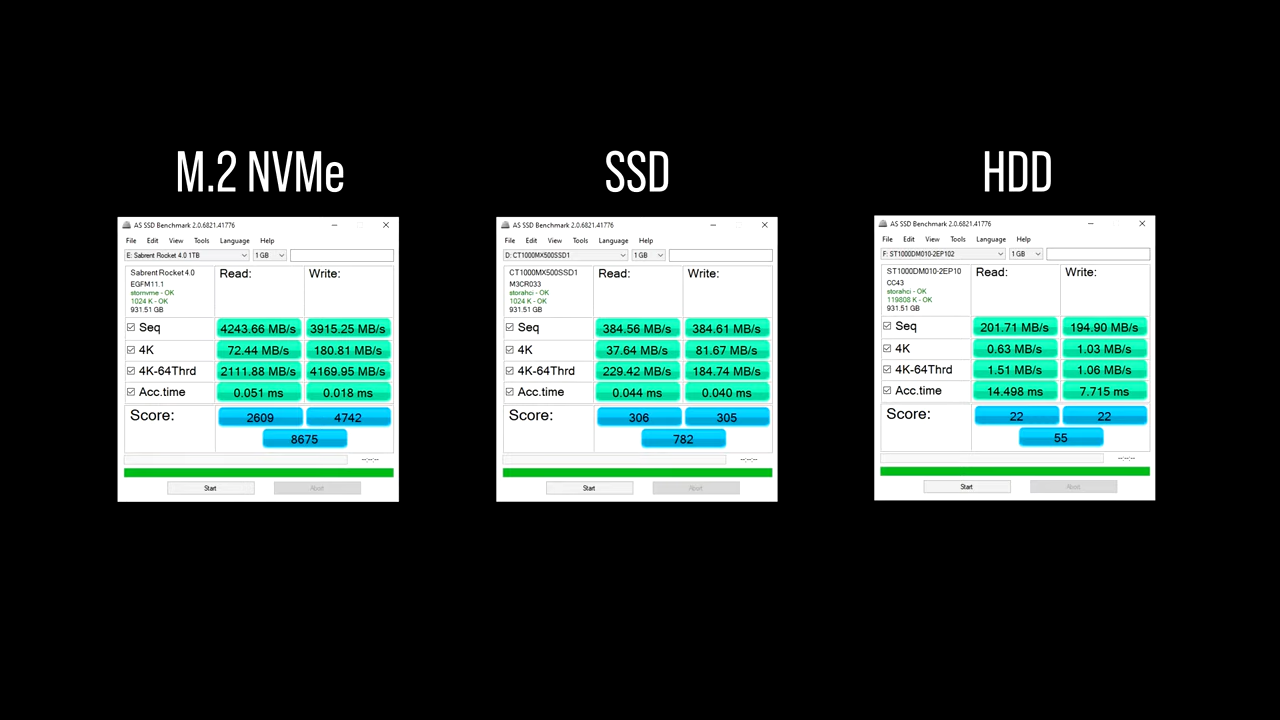 M.2 NVMe
AS SSD Benchmark 2.0.6821.41776
File Edit View Tools Language Help
E: Sabrent Rocket 4.0 1TB 1 GB
Sabrent Rocket 4.0
EGFM11.1
stornvme - OK
1024 K - OK
931.51 GB
Read: Write:
Seq 4243.66 MB/s 3915.25 MB/s
4K 72.44 MB/s 180.81 MB/s
4K-64Thrd 2111.88 MB/s 4169.95 MB/s
Acc.time 0.051 ms 0.018 ms
Score: 2609 4742
8675
--:--:--
Start Abort
SSD
AS SSD Benchmark 2.0.6821.41776
File Edit View Tools Language Help
D: CT1000MX500SSD1 1 GB
CT1000MX500SSD1
M3CR033
storahci - OK
1024 K - OK
931.51 GB
Read: Write:
Seq 384.56 MB/s 384.61 MB/s
4K 37.64 MB/s 81.67 MB/s
4K-64Thrd 229.42 MB/s 184.74 MB/s
Acc.time 0.044 ms 0.040 ms
Score: 306 305
782
--:--:--
Start Abort
HDD
AS SSD Benchmark 2.0.6821.41776
File Edit View Tools Language Help
F: ST1000DM010-2EP102 1 GB
ST1000DM010-2EP10
CC43
storahci - OK
119808 K - OK
931.51 GB
Read: Write:
Seq 201.71 MB/s 194.90 MB/s
4K 0.63 MB/s 1.03 MB/s
4K-64Thrd 1.51 MB/s 1.06 MB/s
Acc.time 14.498 ms 7.715 ms
Score: 22 22
55
--:--:--
Start Abort